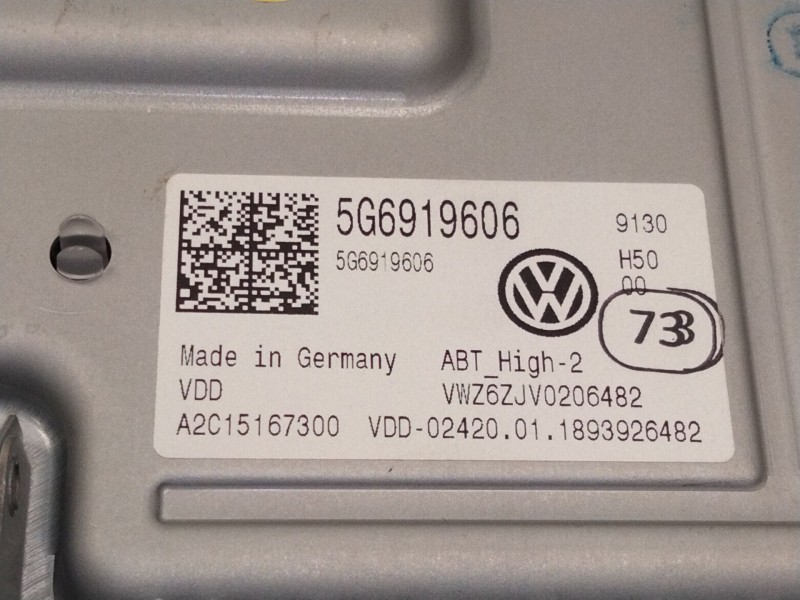 5G6919606
9130
5G6919606
H50
00
73
Made in Germany
ABT_High-2
VDD
VWZ6ZJV0206482
A2C15167300
VDD-02420.01.1893926482